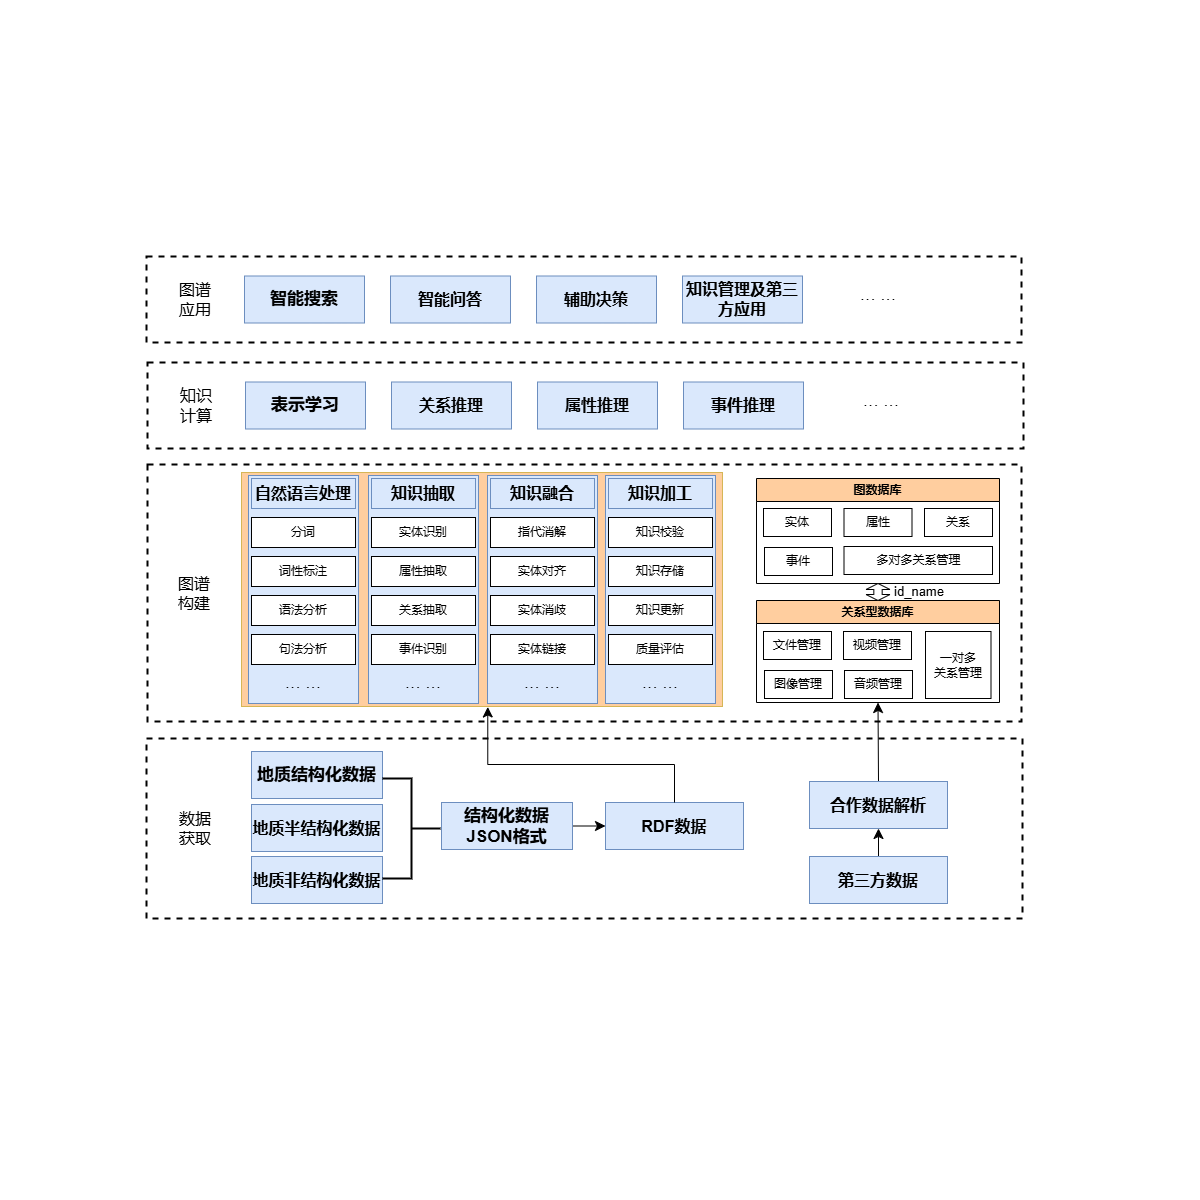 图谱
应用
智能搜索
智能问答
辅助决策
知识管理及第三
方应用
... ...
知识
计算
表示学习
关系推理
属性推理
事件推理
... ...
图谱
构建
自然语言处理
分词
词性标注
语法分析
句法分析
... ...
知识抽取
实体识别
属性抽取
关系抽取
事件识别
... ...
知识融合
指代消解
实体对齐
实体消歧
实体链接
... ...
知识加工
知识校验
知识存储
知识更新
质量评估
... ...
图数据库
实体
属性
关系
事件
多对多关系管理
id_name
关系型数据库
文件管理
视频管理
图像管理
音频管理
一对多
关系管理
数据
获取
地质结构化数据
地质半结构化数据
地质非结构化数据
结构化数据
JSON格式
RDF数据
合作数据解析
第三方数据